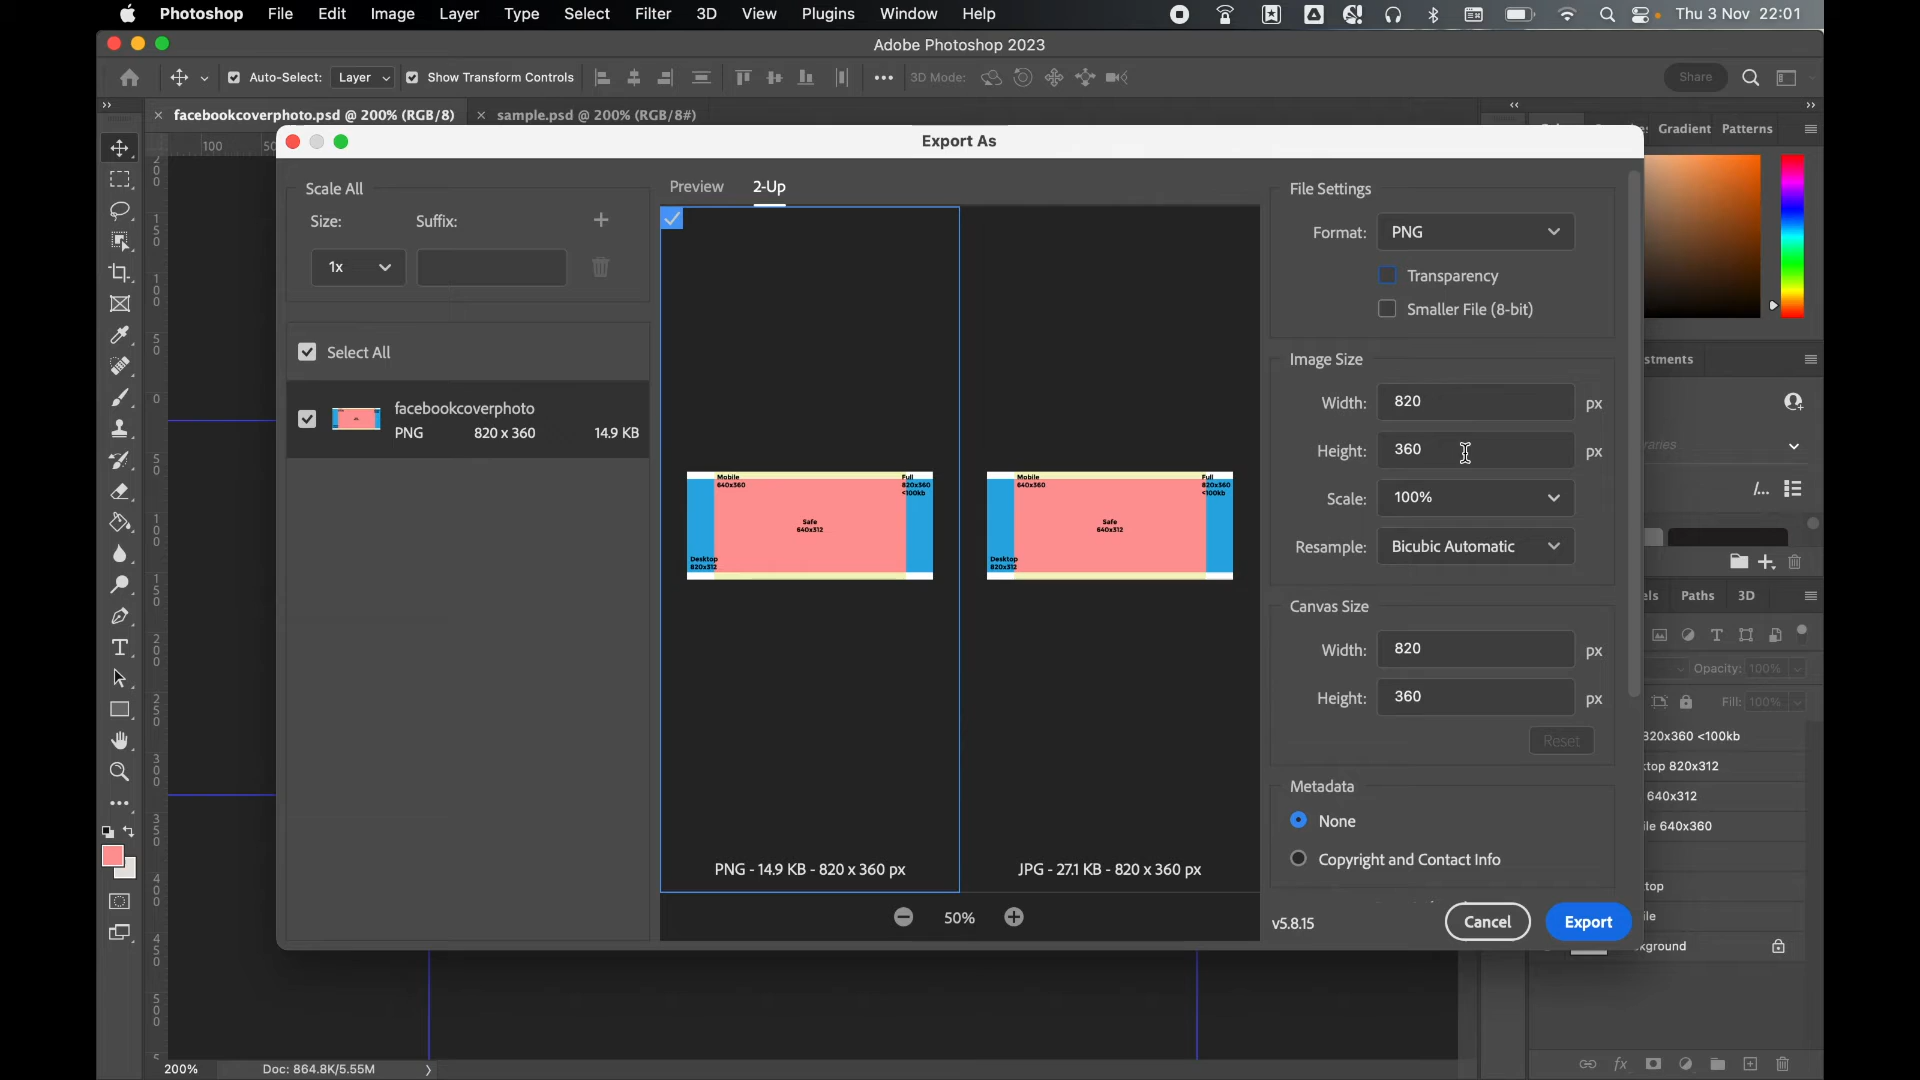 Photoshop File Edit Image Layer Type Select Filter 3D View Plugins Window Help Thu 3 Nov 22:01
Adobe Photoshop 2023
Auto-Select: Layer Show Transform Controls 3D Mode: Share
facebookcoverphoto.psd @ 200% (RGB/8) sample.psd @ 200% (RGB/8#)
Gradient Patterns
100
Export As
Scale All
Size: Suffix:
1x
Select All
facebookcoverphoto
PNG 820 x 360 14.9 KB
Preview 2-Up
Mobile
640x360
Full
820x360
<100kb
Safe
640x312
Desktop
820x312
Mobile
640x360
Full
820x360
<100kb
Safe
640x312
Desktop
820x312
PNG - 14.9 KB - 820 x 360 px
JPG - 27.1 KB - 820 x 360 px
50%
File Settings
Format: PNG
Transparency
Smaller File (8-bit)
Image Size
Width: 820 px
Height: 360 px
Scale: 100%
Resample: Bicubic Automatic
Canvas Size
Width: 820 px
Height: 360 px
Reset
Metadata
None
Copyright and Contact Info
v5.8.15 Cancel Export
stments
raries
els Paths 3D
Opacity: 100%
Fill: 100%
820x360 <100kb
top 820x312
640x312
ile 640x360
top
ile
kground
200% Doc: 864.8K/5.55M